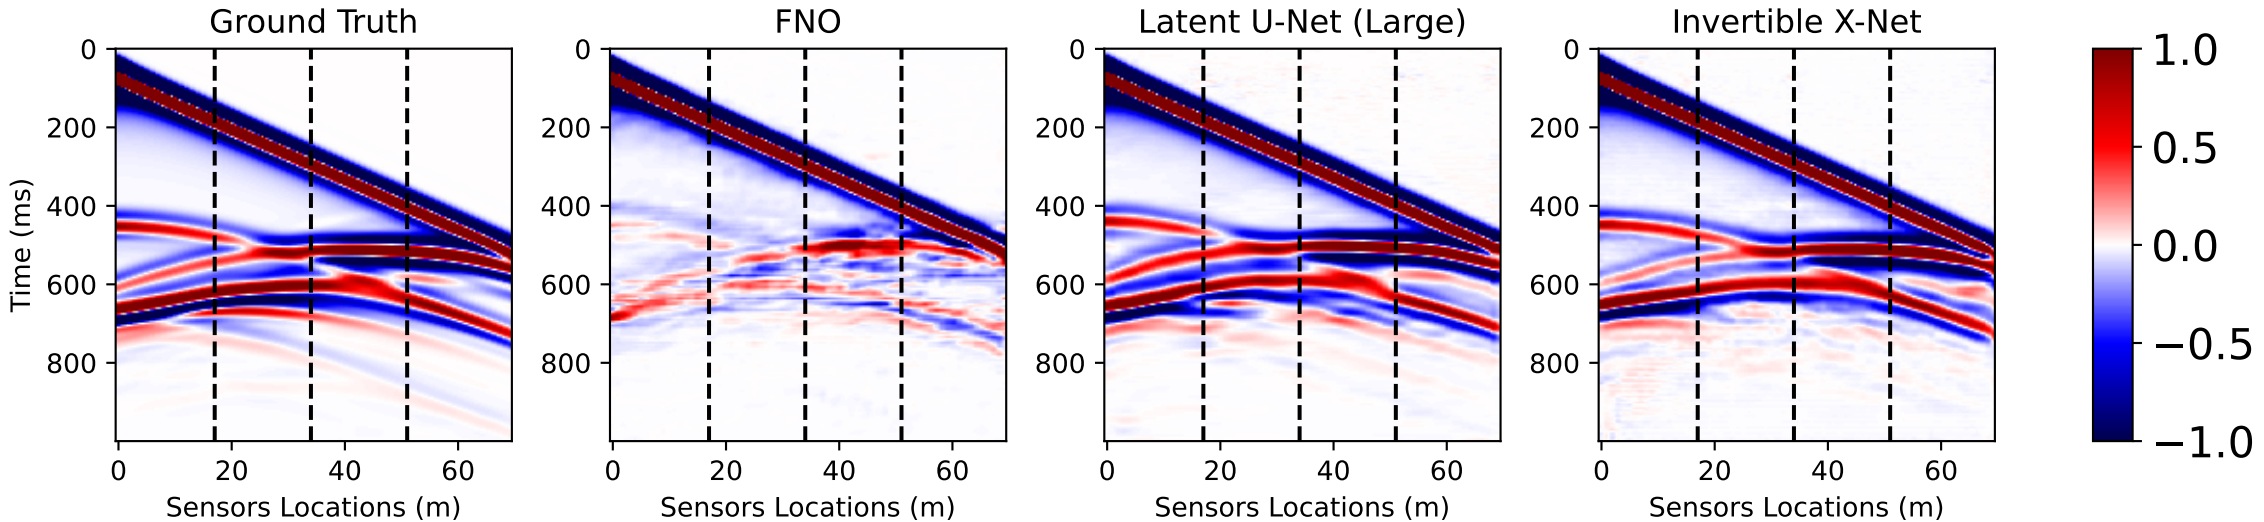 Ground Truth
FNO
Latent U-Net (Large)
Invertible X-Net
0
200
400
600
800
Time (ms)
0 20 40 60
Sensors Locations (m)
0
200
400
600
800
0 20 40 60
Sensors Locations (m)
0
200
400
600
800
0 20 40 60
Sensors Locations (m)
0
200
400
600
800
0 20 40 60
Sensors Locations (m)
1.0
0.5
0.0
−0.5
−1.0